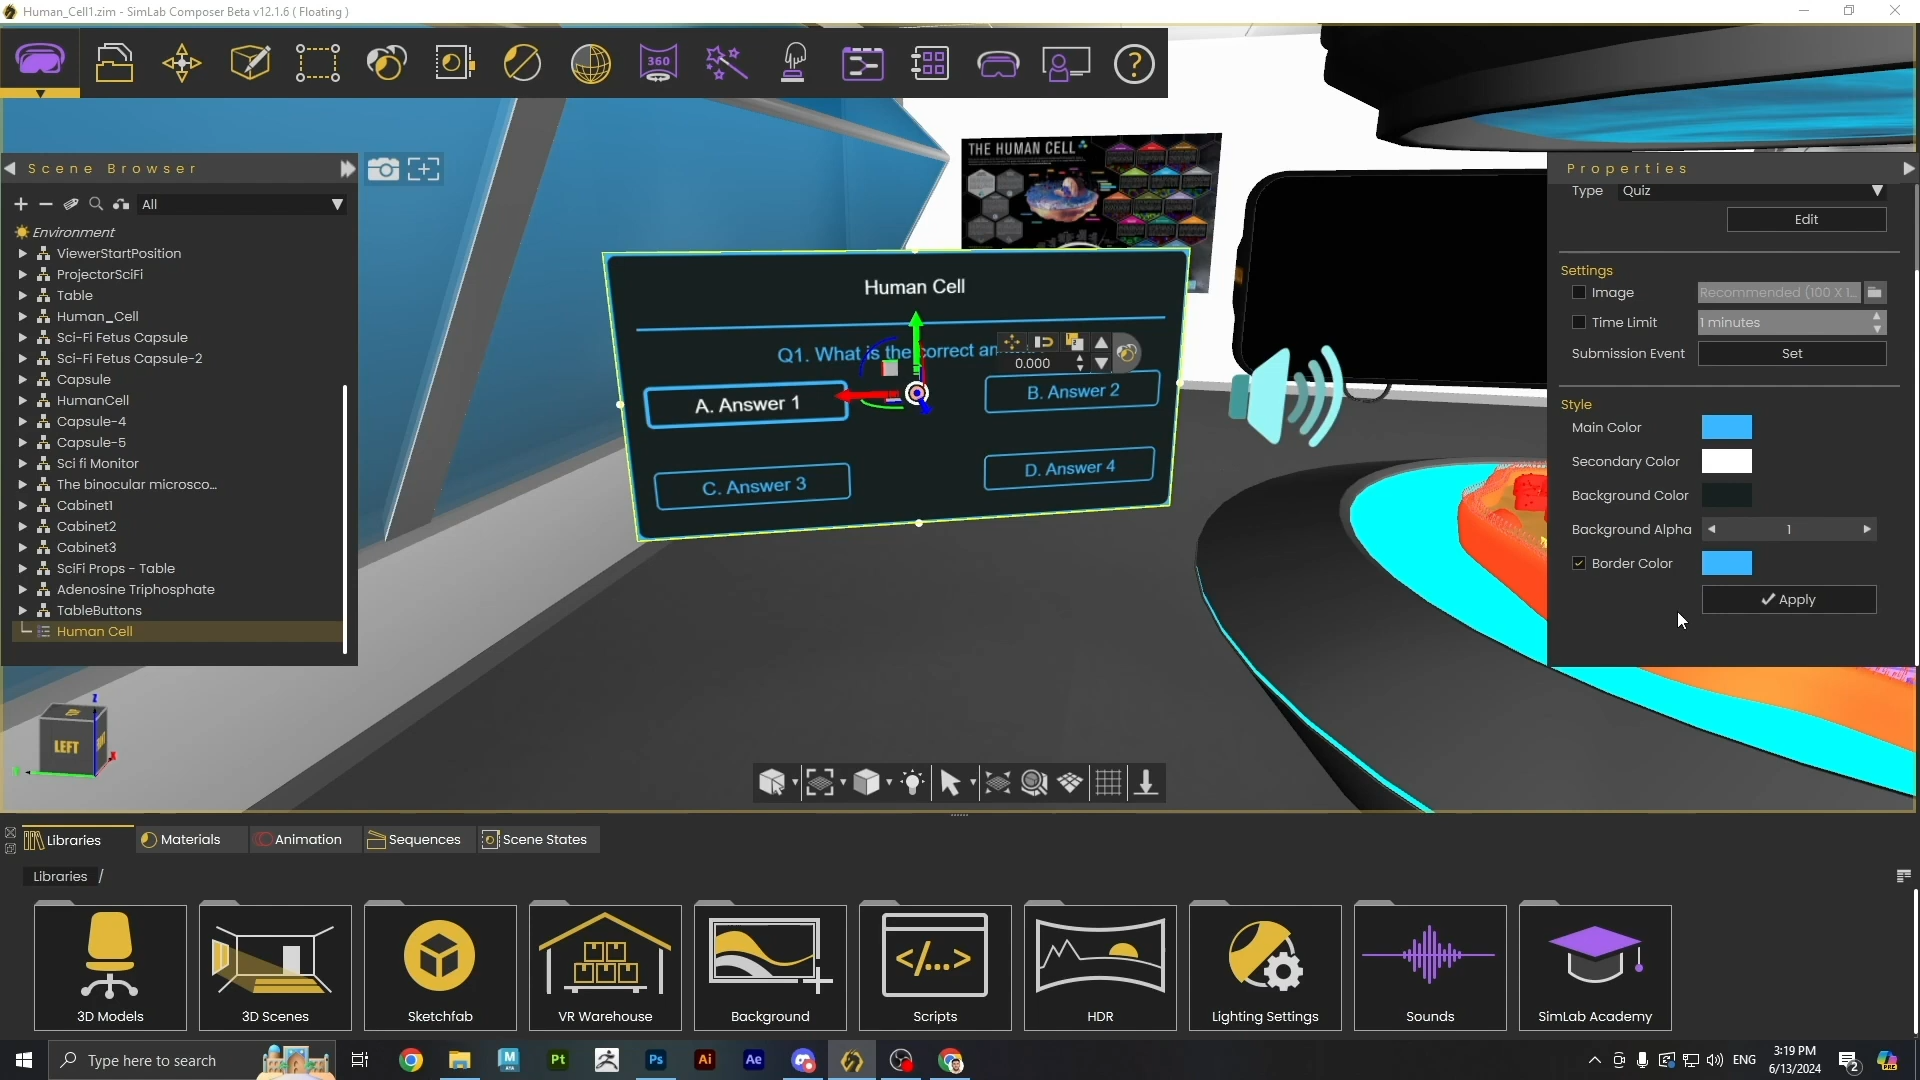 Human_Cell1.zim - SimLab Composer Beta v12.1.6 ( Floating )
360
Scene Browser
All
Environment
ViewerStartPosition
ProjectorSciFi
Table
Human_Cell
Sci-Fi Fetus Capsule
Sci-Fi Fetus Capsule-2
Capsule
HumanCell
Capsule-4
Capsule-5
Sci fi Monitor
The binocular microsco...
Cabinet1
Cabinet2
Cabinet3
SciFi Props - Table
Adenosine Triphosphate
TableButtons
Human Cell
THE HUMAN CELL
Human Cell
Q1. What is the correct an
0.000
A. Answer 1
B. Answer 2
C. Answer 3
D. Answer 4
LEFT
Z
X
Properties
Type Quiz
Edit
Settings
Image Recommended (100 X 1...
Time Limit 1 minutes
Submission Event Set
Style
Main Color
Secondary Color
Background Color
Background Alpha 1
Border Color
Apply
Libraries Materials Animation Sequences Scene States
Libraries /
3D Models
3D Scenes
Sketchfab
VR Warehouse
Background
</...>
Scripts
HDR
Lighting Settings
Sounds
SimLab Academy
Type here to search
M
Pt
Ps
Ai
Ae
ENG
3:19 PM
6/13/2024
2
PRE